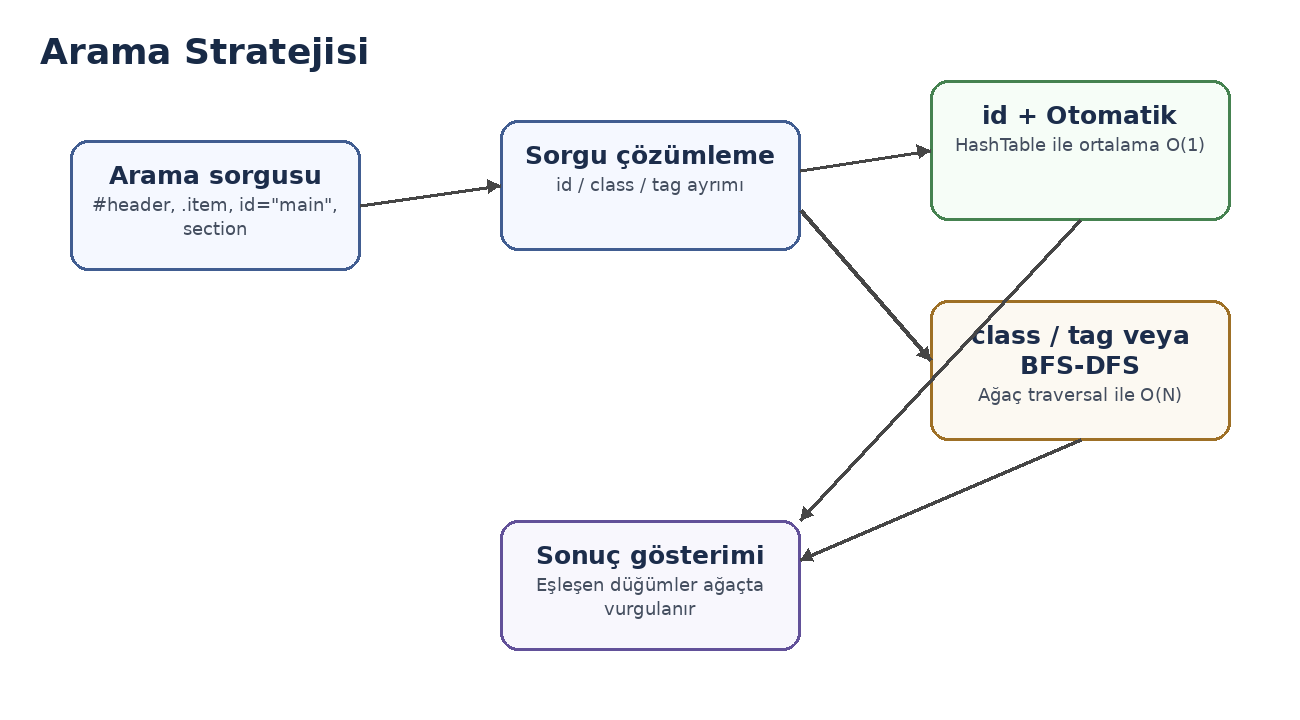 Arama Stratejisi
Arama sorgusu
#header, .item, id="main",
section
Sorgu çözümleme
id / class / tag ayrımı
id + Otomatik
HashTable ile ortalama O(1)
class / tag veya
BFS-DFS
Ağaç traversal ile O(N)
Sonuç gösterimi
Eşleşen düğümler ağaçta
vurgulanır